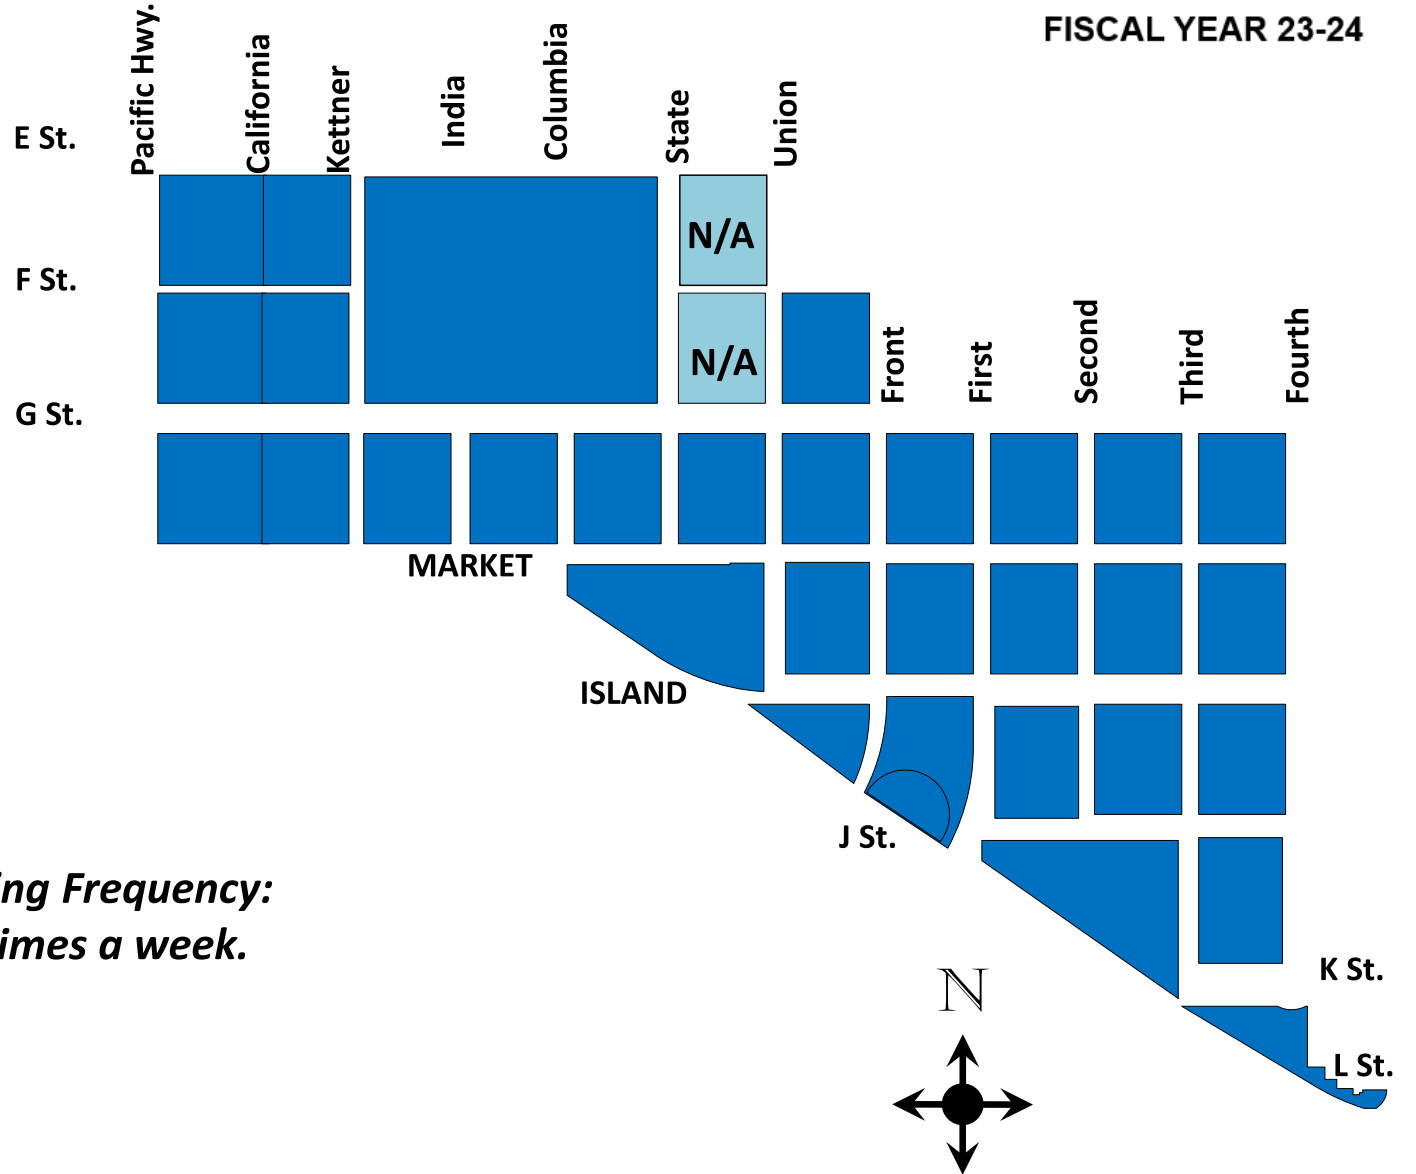 FISCAL YEAR 23-24
Pacific Hwy.
California
Kettner
India
Columbia
State
Union
E St.
N/A
F St.
N/A
Front
First
Second
Third
Fourth
G St.
MARKET
ISLAND
J St.
ing Frequency:
imes a week.
K St.
N
L St.